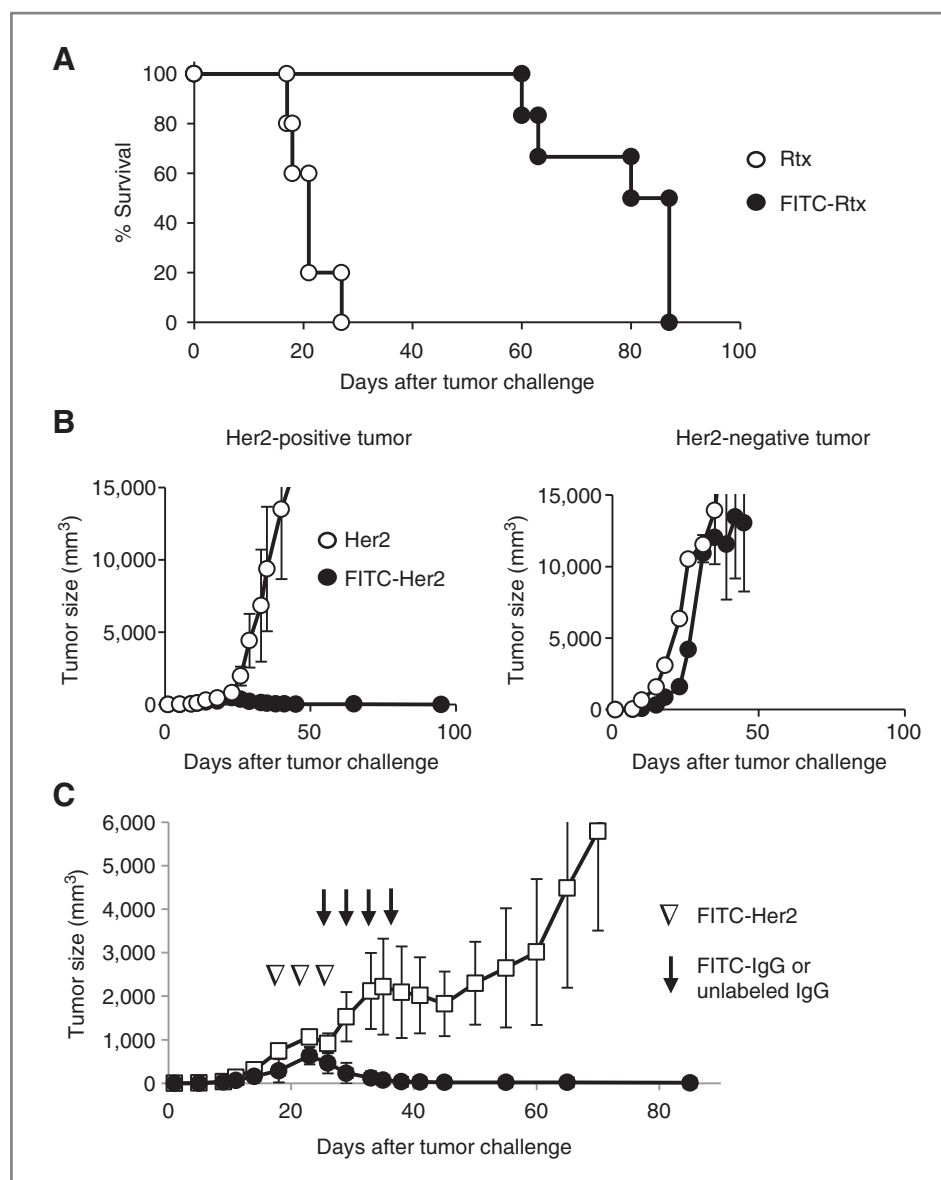 A
100
80
60
40
20
0
% Survival
0 20 40 60 80 100
Days after tumor challenge
Rtx
FITC-Rtx
B
Her2-positive tumor
15,000
10,000
5,000
0
Tumor size (mm³)
0 50 100
Days after tumor challenge
Her2
FITC-Her2
Her2-negative tumor
15,000
10,000
5,000
0
Tumor size (mm³)
0 50 100
Days after tumor challenge
C
6,000
5,000
4,000
3,000
2,000
1,000
0
Tumor size (mm³)
0 20 40 60 80
Days after tumor challenge
FITC-Her2
FITC-IgG or
unlabeled IgG